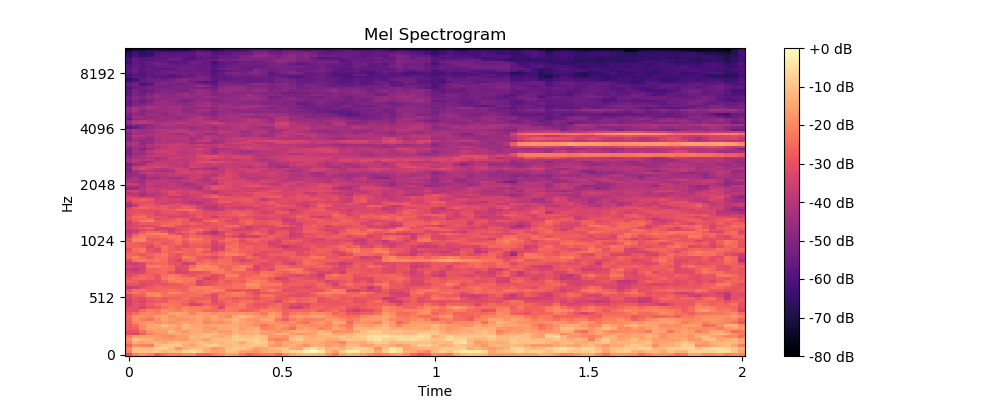 Mel Spectrogram
Hz
8192
4096
2048
1024
512
0
0
0.5
1
1.5
2
Time
+0 dB
-10 dB
-20 dB
-30 dB
-40 dB
-50 dB
-60 dB
-70 dB
-80 dB